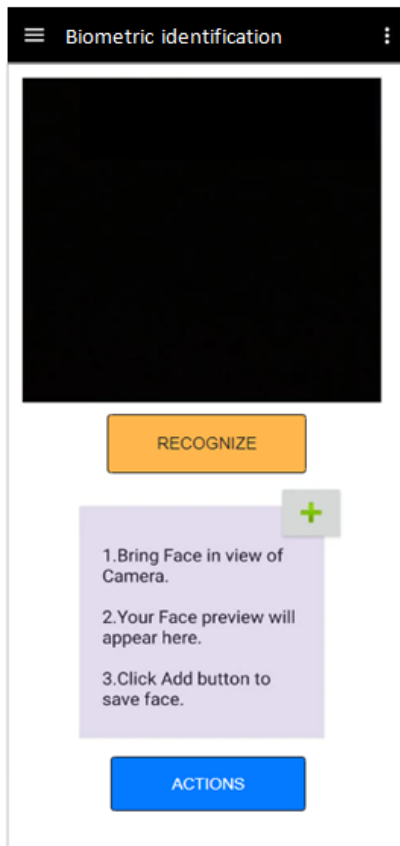 Biometric identification
RECOGNIZE
1.Bring Face in view of
Camera.
2.Your Face preview will
appear here.
3.Click Add button to
save face.
ACTIONS